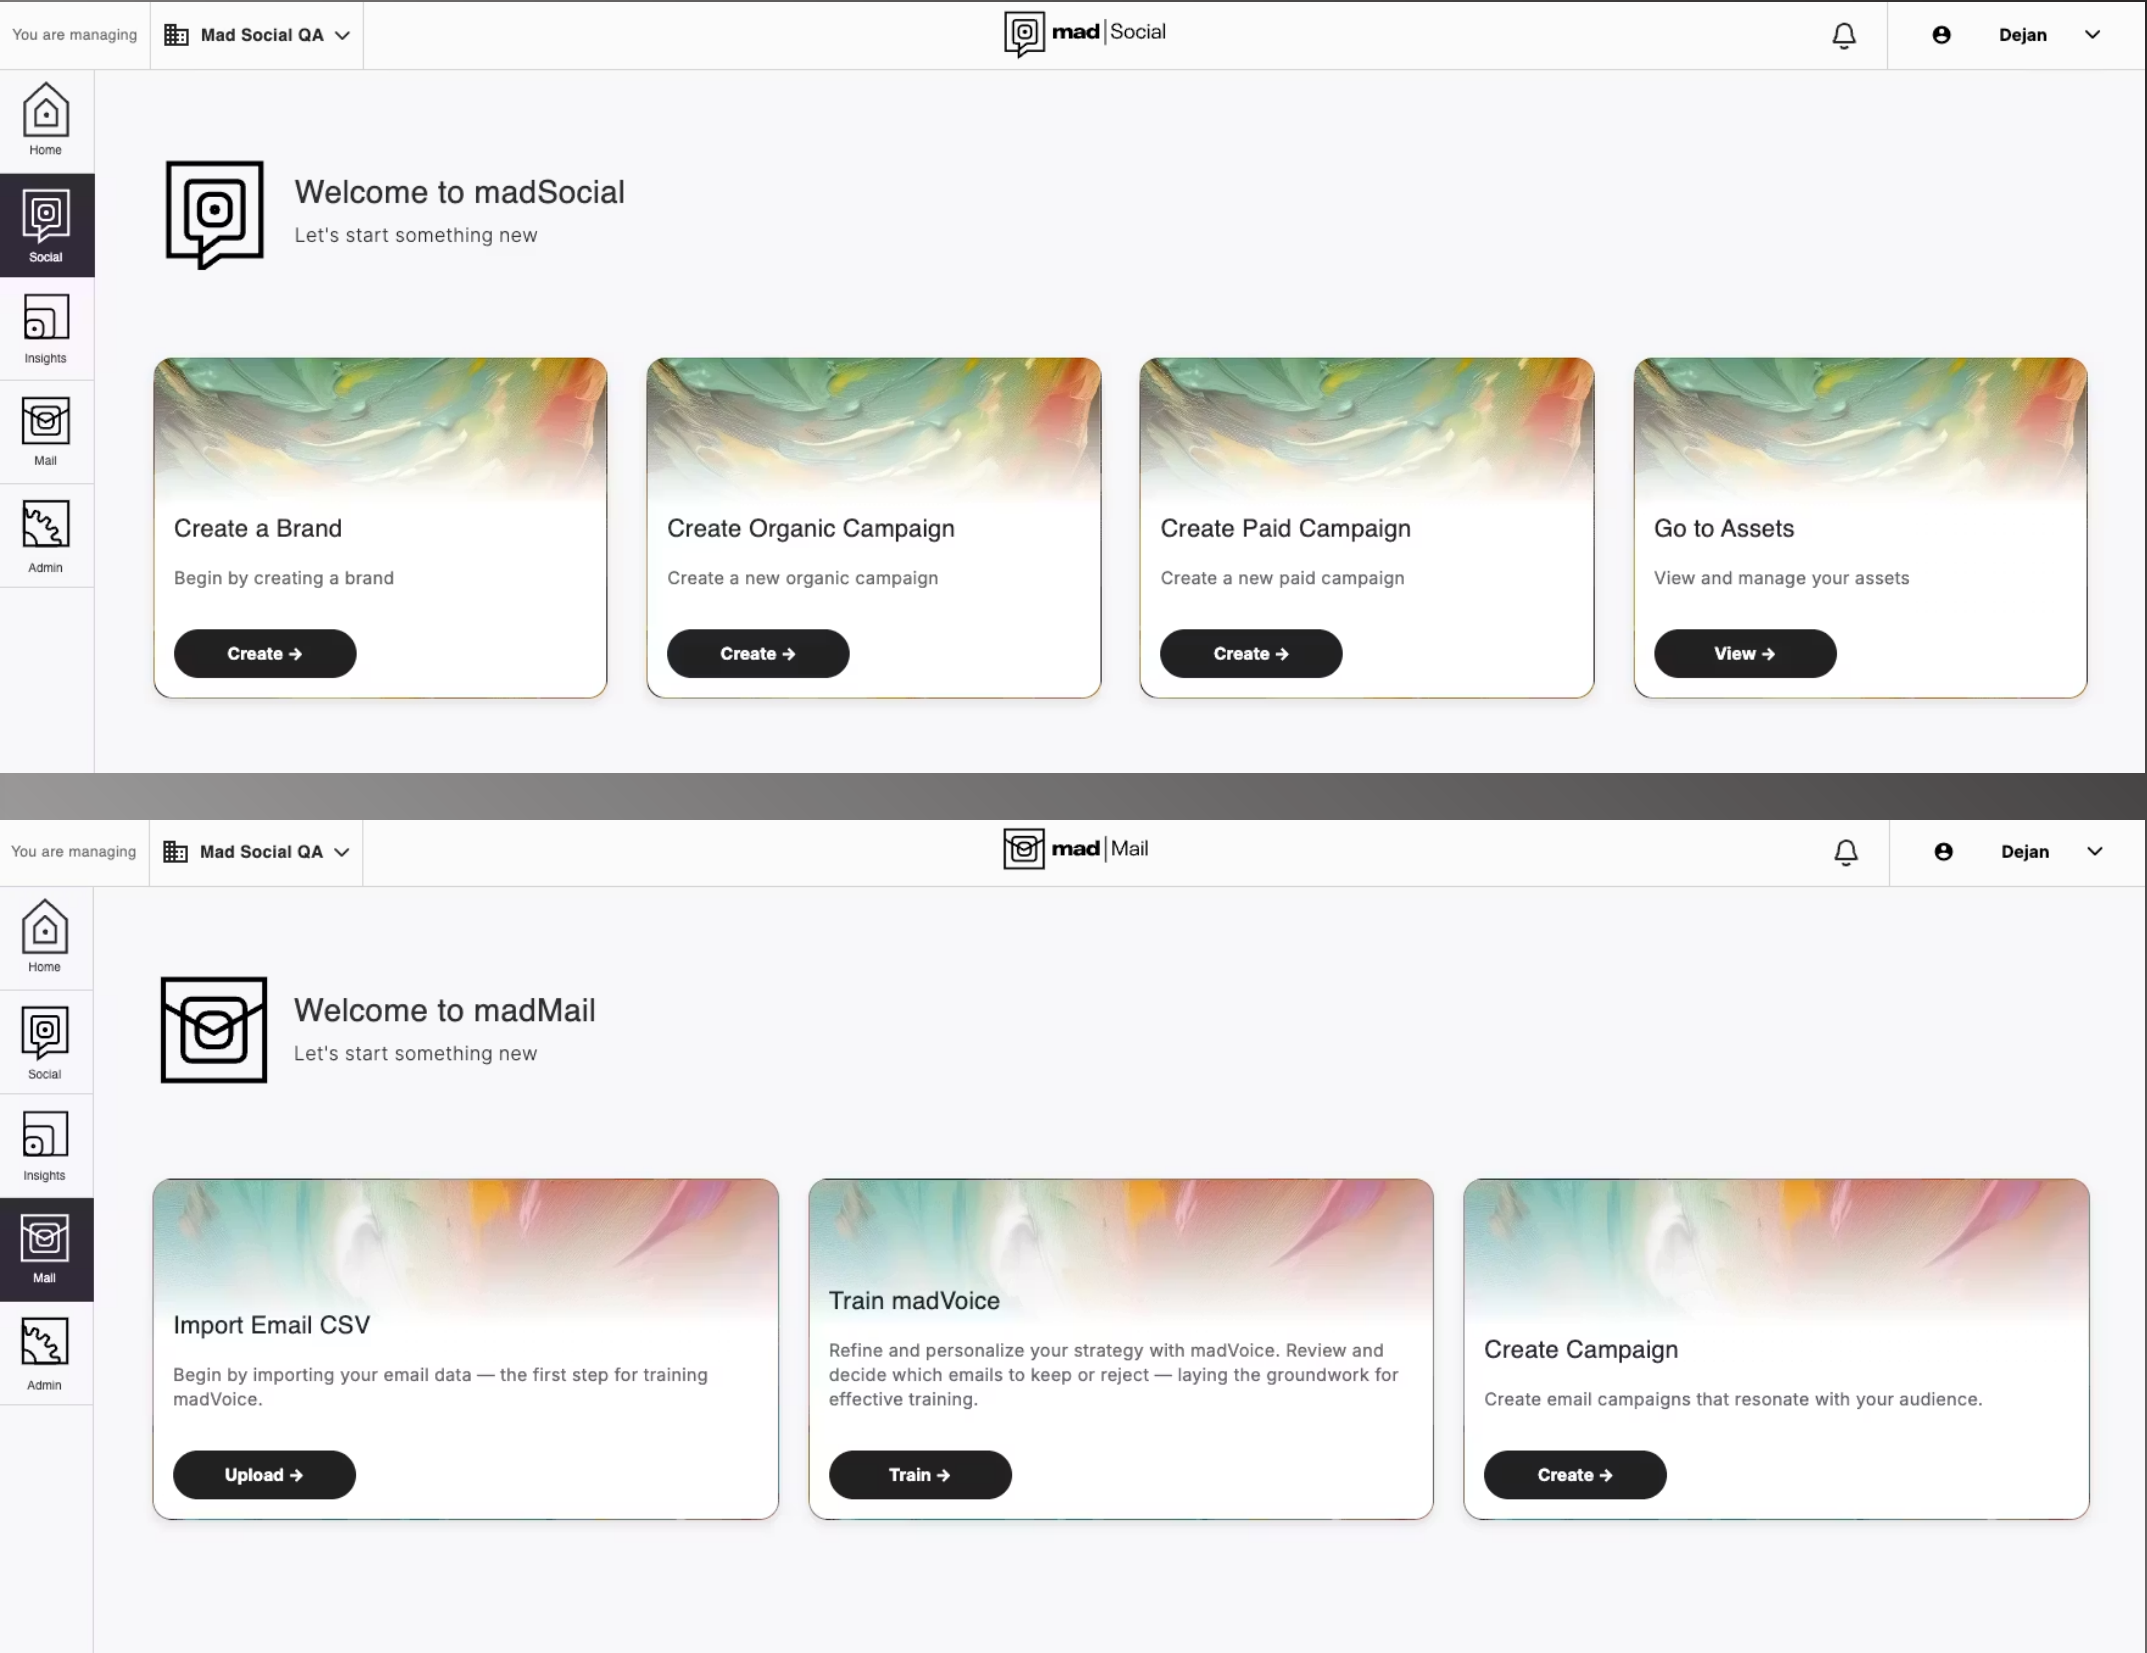 You are managing
Mad Social QA
mad|Social
Dejan
Home
Social
Insights
Mail
Admin
Welcome to madSocial
Let's start something new
Create a Brand
Begin by creating a brand
Create →
Create Organic Campaign
Create a new organic campaign
Create →
Create Paid Campaign
Create a new paid campaign
Create →
Go to Assets
View and manage your assets
View →
You are managing
Mad Social QA
mad|Mail
Dejan
Home
Social
Insights
Mail
Admin
Welcome to madMail
Let's start something new
Import Email CSV
Begin by importing your email data — the first step for training
madVoice.
Upload →
Train madVoice
Refine and personalize your strategy with madVoice. Review and
decide which emails to keep or reject — laying the groundwork for
effective training.
Train →
Create Campaign
Create email campaigns that resonate with your audience.
Create →